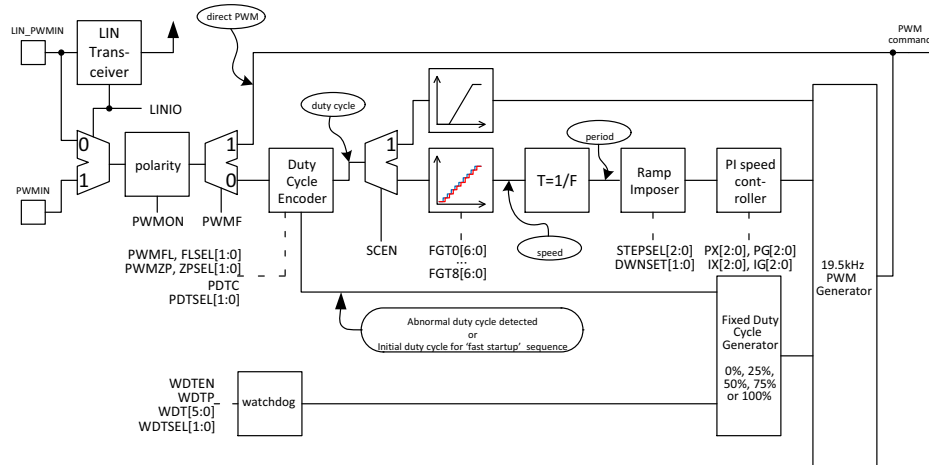 direct PWM
LIN_PWMIN
LIN
Trans-
ceiver
PWM
command
LINIO
duty cycle
0
1
polarity
1
0
Duty
Cycle
Encoder
1
T=1/F
period
Ramp
Imposer
PI speed
cont-
roller
PWMIN
PWMON
PWMF
SCEN
speed
FGT0[6:0]
...
FGT8[6:0]
STEPSEL[2:0]
DWNSET[1:0]
PX[2:0], PG[2:0]
IX[2:0], IG[2:0]
PWMFL, FLSEL[1:0]
PWMZP, ZPSEL[1:0]
PDTC
PDTSEL[1:0]
19.5kHz
PWM
Generator
Abnormal duty cycle detected
or
Initial duty cycle for 'fast startup' sequence
Fixed Duty
Cycle
Generator
0%, 25%,
50%, 75%
or 100%
WDTEN
WDTP
WDT[5:0]
WDTSEL[1:0]
watchdog